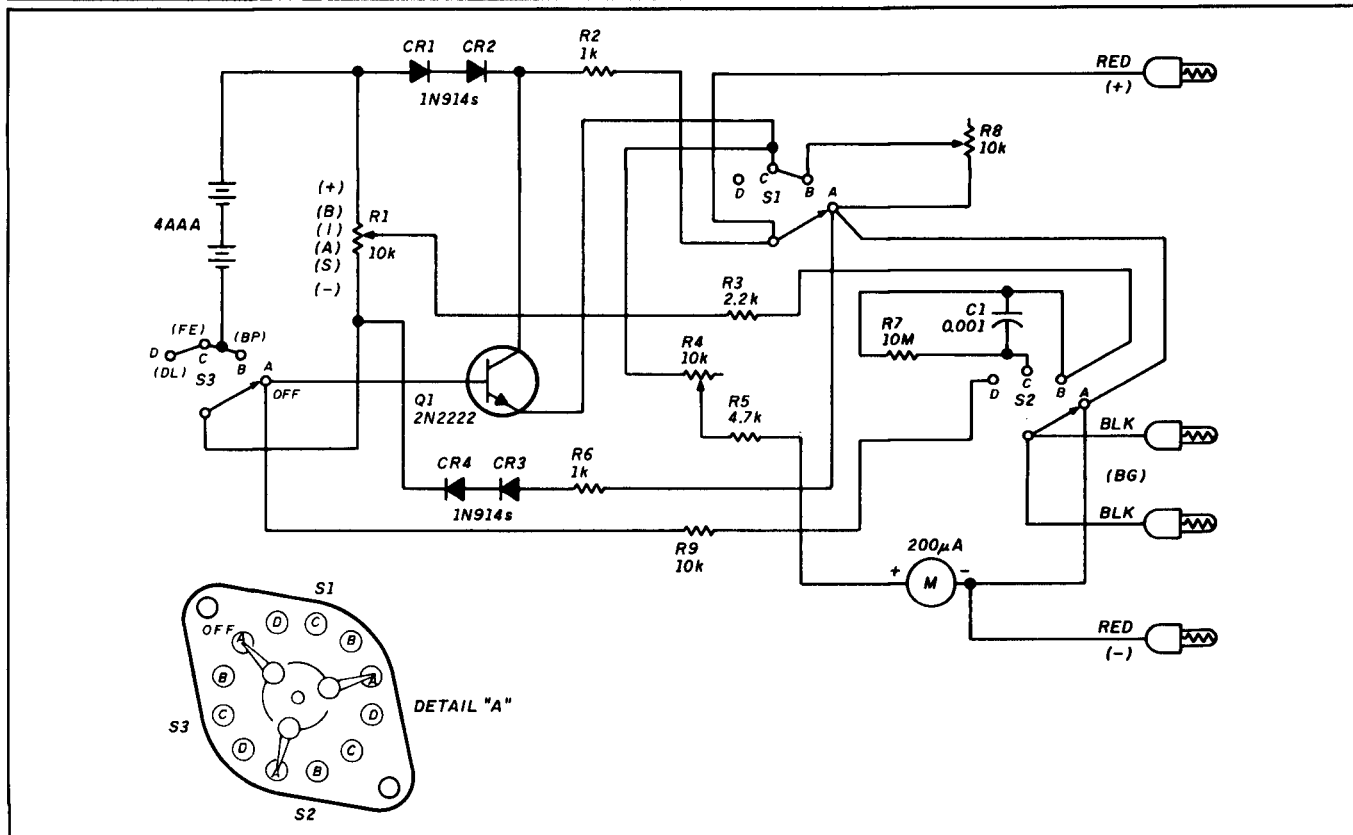 CR1
CR2
1N914s
R2
1k
RED
(+)
R8
10k
D
C
B
A
S1
4AAA
(+)
(B)
(I)
(A)
(S)
(-)
R1
10k
R3
2.2k
C1
0.001
R7
10M
D
C
B
A
S2
(FE)
(BP)
D
C
B
A
(DL)
S3
OFF
R4
10k
Q1
2N2222
R5
4.7k
BLK
(BG)
BLK
CR4
CR3
1N914s
R6
1k
R9
10k
200μA
+
M
-
RED
(-)
S1
OFF
A
D
C
B
A
B
C
D
A
B
C
D
S3
S2
DETAIL "A"